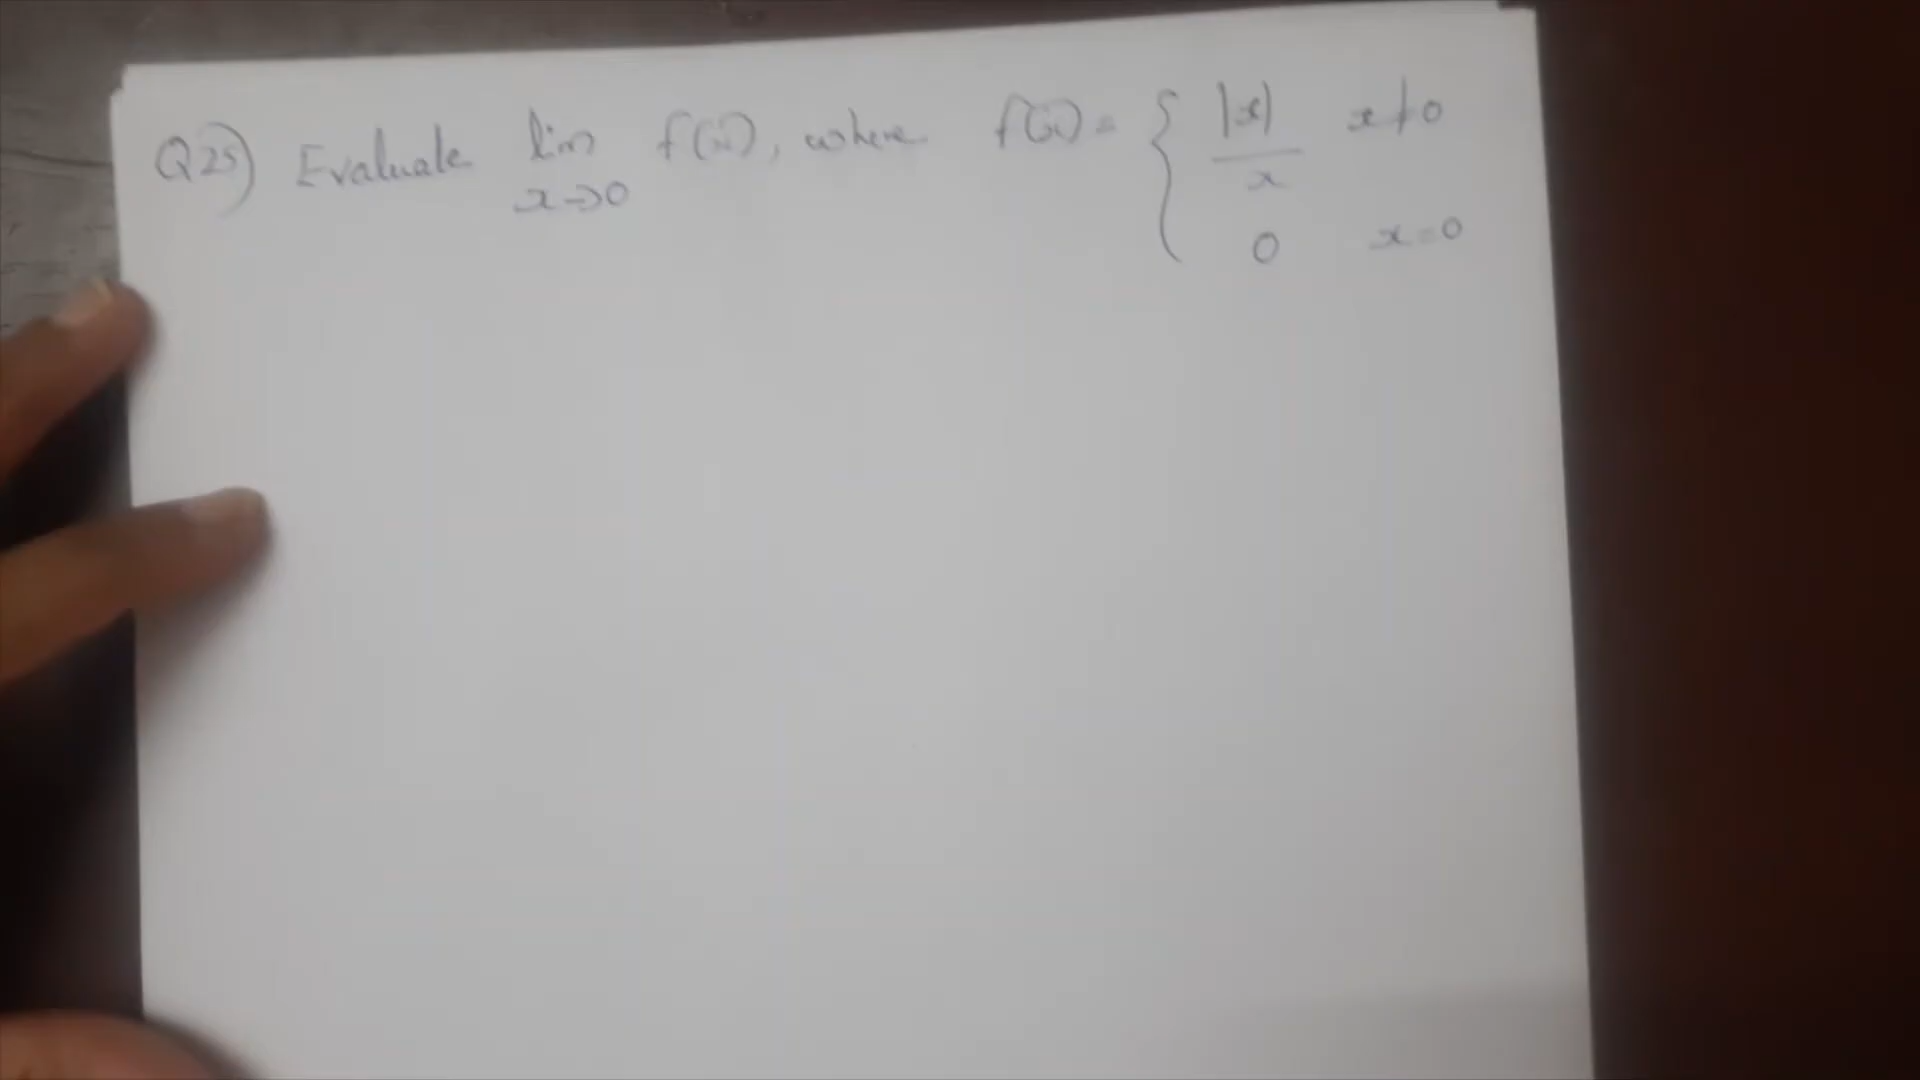 Q25) Evaluate lim f(x), where f(x) = { |x| x≠0
x→0 x
0 x=0